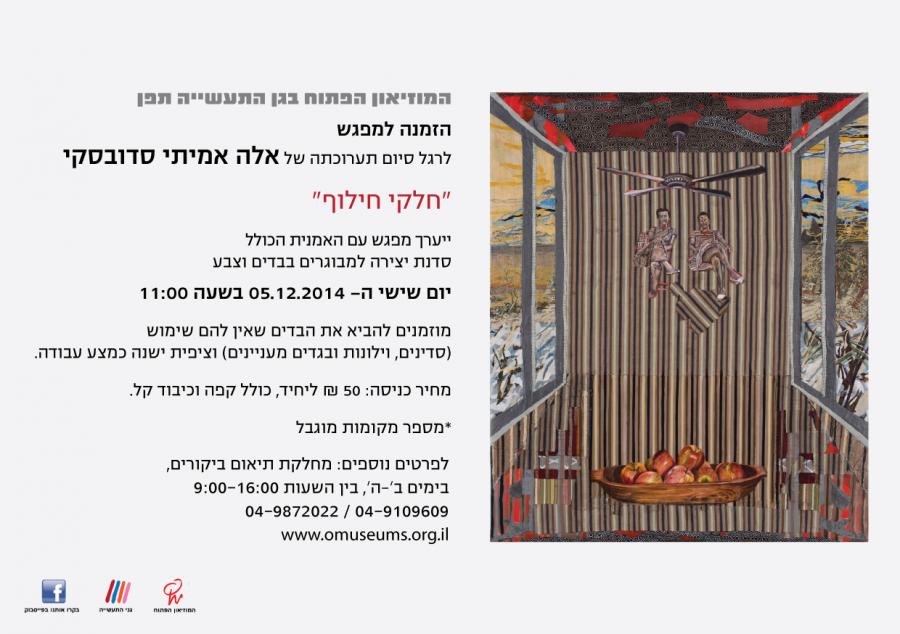 המוזיאון הפתוח בגן התעשייה תפן
הזמנה למפגש
לרגל סיום תערוכתה של אלה אמיתי סדובסקי
"חלקי חילוף"
ייערך מפגש עם האמנית הכולל
סדנת יצירה למבוגרים בבדים וצבע
יום שישי ה- 05.12.2014 בשעה 11:00
מוזמנים להביא את הבדים שאין להם שימוש
(סדינים, וילונות ובגדים מעניינים) וציפית ישנה כמצע עבודה.
מחיר כניסה: 50 ₪ ליחיד, כולל קפה וכיבוד קל.
*מספר מקומות מוגבל
לפרטים נוספים: מחלקת תיאום ביקורים,
בימים ב'-ה', בין השעות 9:00-16:00
04-9872022 / 04-9109609
www.omuseums.org.il
המוזיאון הפתוח
גני התעשייה
בקרו אותנו בפייסבוק